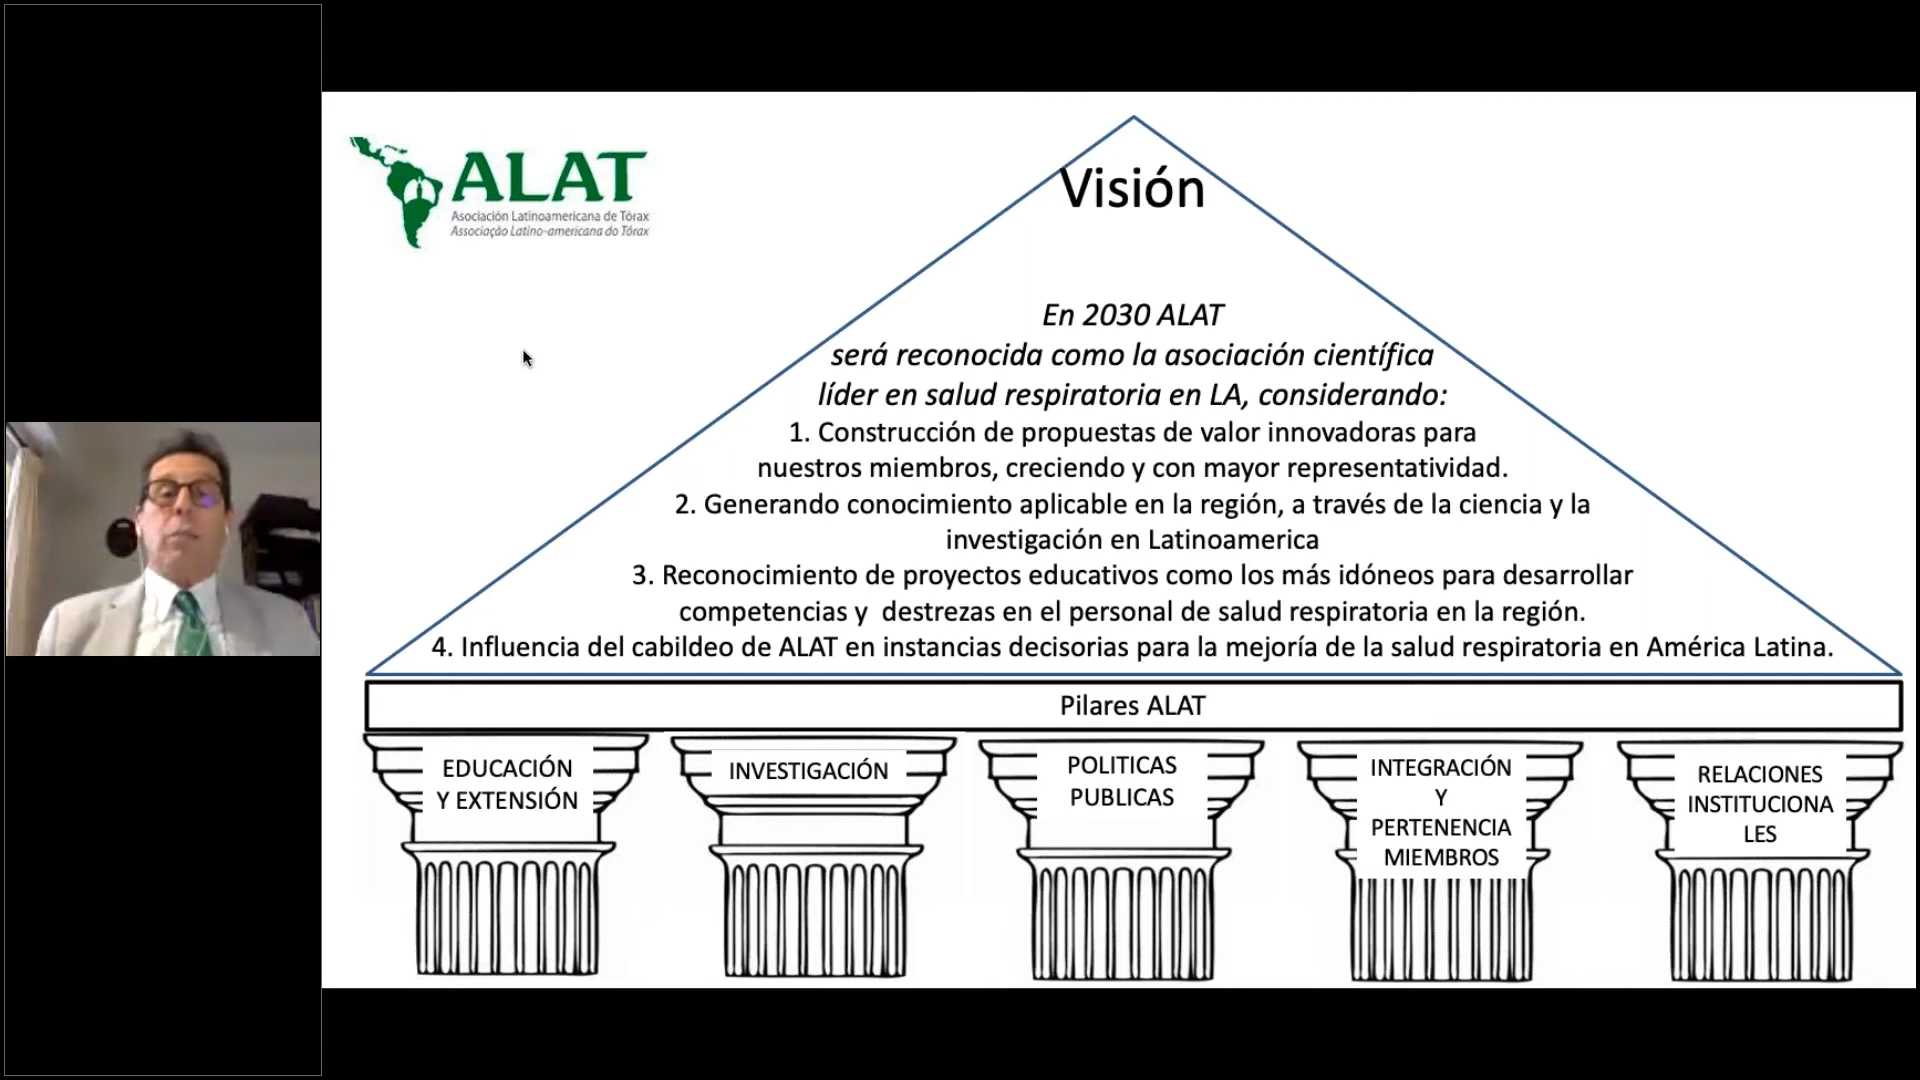 ALAT
Asociación Latinoamericana de Tórax
Associação Latino-americana do Tórax
Visión
En 2030 ALAT
será reconocida como la asociación científica
líder en salud respiratoria en LA, considerando:
1. Construcción de propuestas de valor innovadoras para
nuestros miembros, creciendo y con mayor representatividad.
2. Generando conocimiento aplicable en la región, a través de la ciencia y la
investigación en Latinoamerica
3. Reconocimiento de proyectos educativos como los más idóneos para desarrollar
competencias y  destrezas en el personal de salud respiratoria en la región.
4. Influencia del cabildeo de ALAT en instancias decisorias para la mejoría de la salud respiratoria en América Latina.
Pilares ALAT
EDUCACIÓN
Y EXTENSIÓN
INVESTIGACIÓN
POLITICAS
PUBLICAS
INTEGRACIÓN
Y
PERTENENCIA
MIEMBROS
RELACIONES
INSTITUCIONA
LES